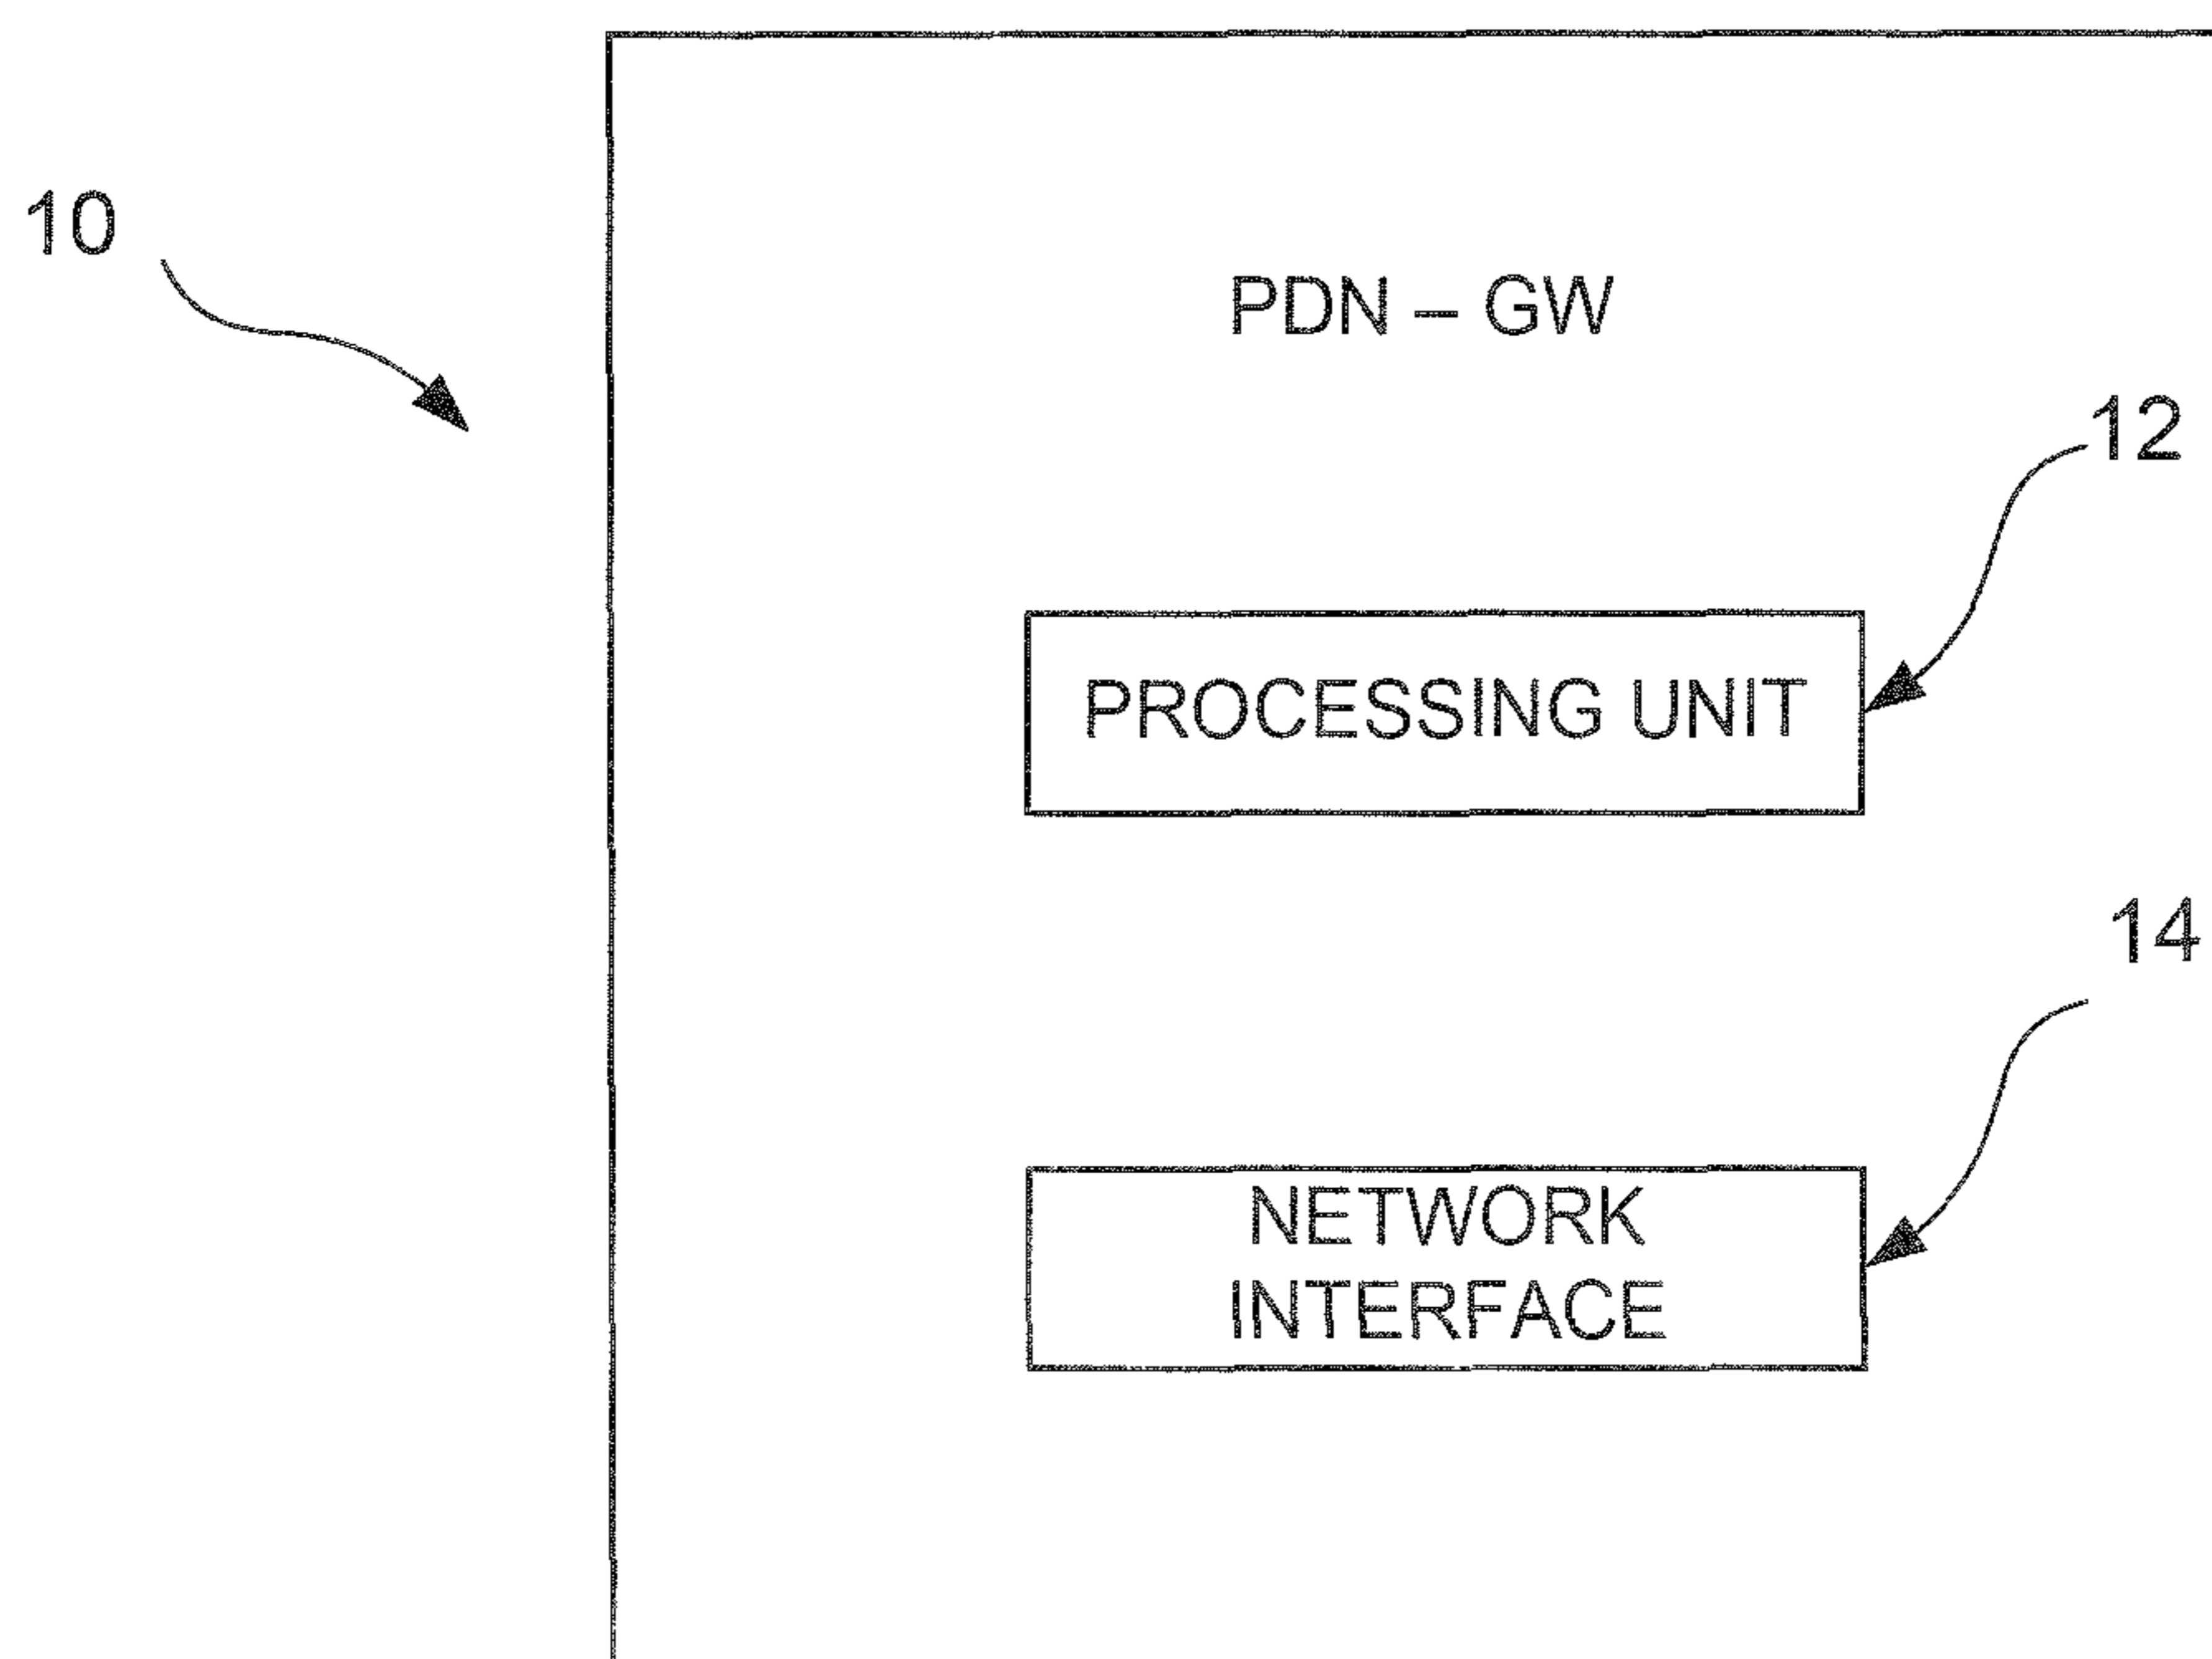 10
PDN – GW
12
PROCESSING UNIT
14
NETWORK
INTERFACE